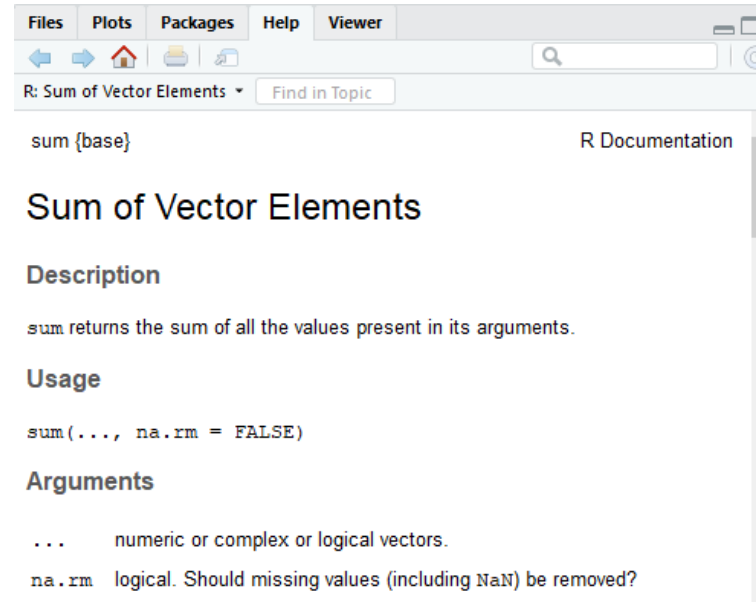 Files Plots Packages Help Viewer
R: Sum of Vector Elements Find in Topic
sum {base} R Documentation
Sum of Vector Elements
Description
sum returns the sum of all the values present in its arguments.
Usage
sum(..., na.rm = FALSE)
Arguments
... numeric or complex or logical vectors.
na.rm logical. Should missing values (including NaN) be removed?